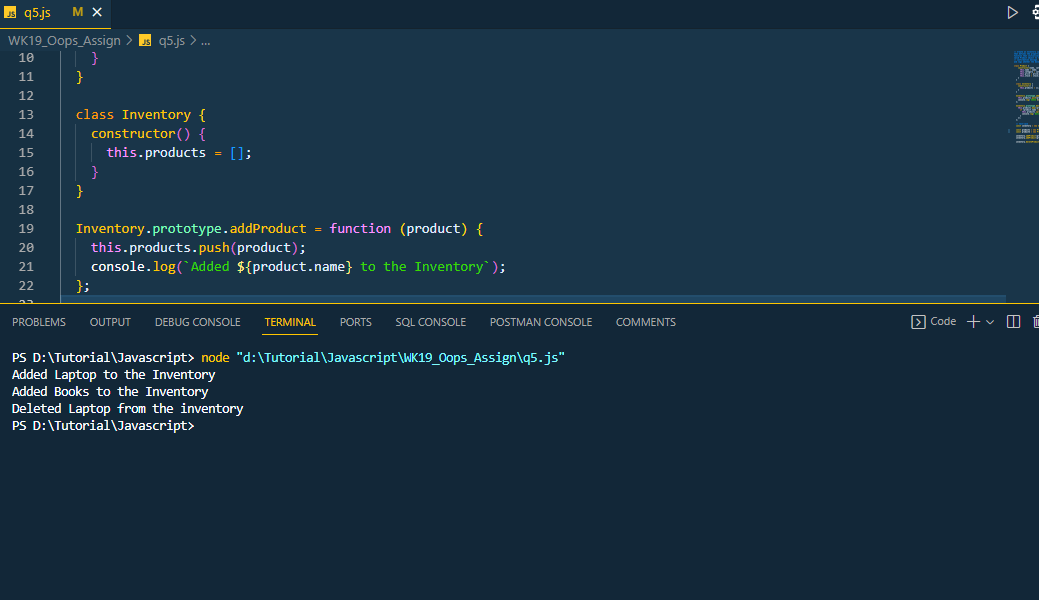 JS q5.js M
WK19_Oops_Assign > JS q5.js > ...
10 }
11 }
12
13 class Inventory {
14 constructor() {
15 this.products = [];
16 }
17 }
18
19 Inventory.prototype.addProduct = function (product) {
20 this.products.push(product);
21 console.log(`Added ${product.name} to the Inventory`);
22 };
PROBLEMS OUTPUT DEBUG CONSOLE TERMINAL PORTS SQL CONSOLE POSTMAN CONSOLE COMMENTS Code
PS D:\Tutorial\Javascript> node "d:\Tutorial\Javascript\WK19_Oops_Assign\q5.js"
Added Laptop to the Inventory
Added Books to the Inventory
Deleted Laptop from the inventory
PS D:\Tutorial\Javascript>